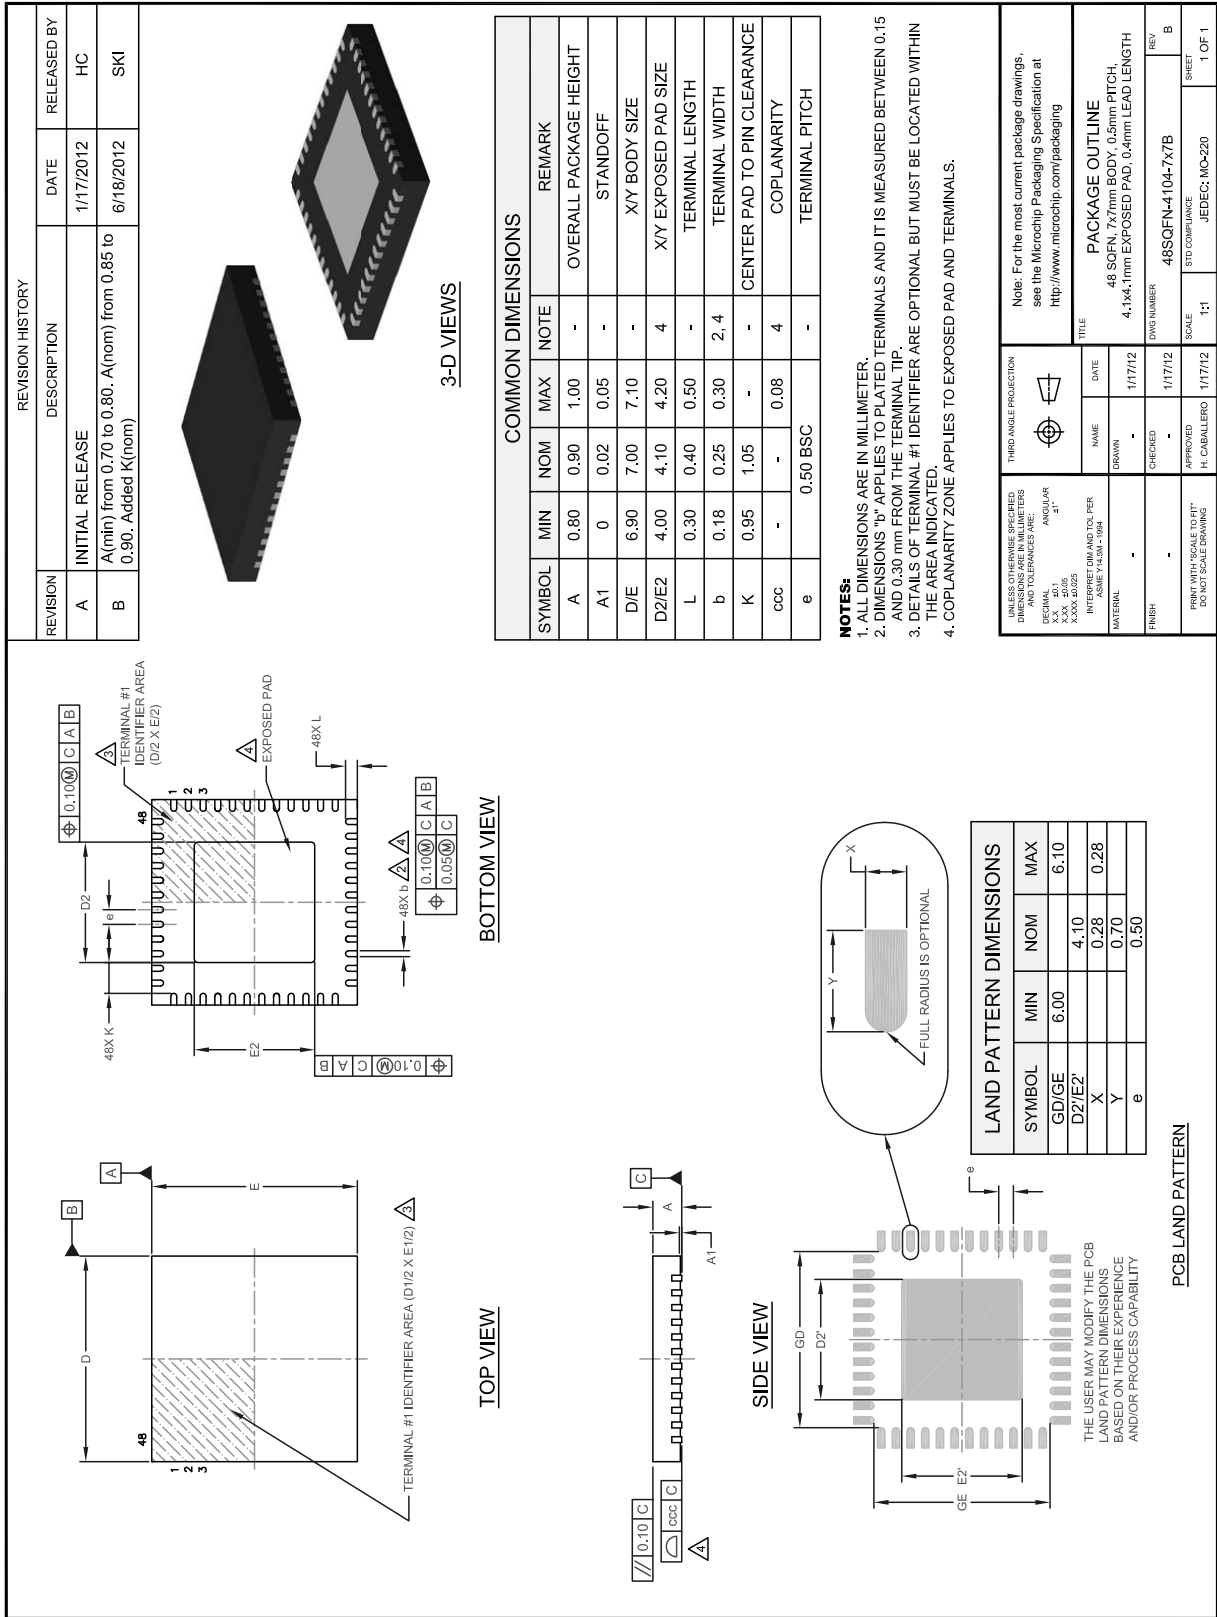 TOP VIEW
D
E
A
B
48
1
2
3
TERMINAL #1 IDENTIFIER AREA (D1/2 X E1/2) 3
BOTTOM VIEW
48X K
e
D2
⌖ 0.10Ⓜ C A B
3
TERMINAL #1
IDENTIFIER AREA
(D/2 X E/2)
48
1
2
3
4
EXPOSED PAD
48X L
E2
⌖ 0.10Ⓜ C A B
48X b 2 4
⌖ 0.10Ⓜ C A B
0.05Ⓜ C
REVISION HISTORY
REVISION DESCRIPTION DATE RELEASED BY
A INITIAL RELEASE 1/17/2012 HC
B A(min) from 0.70 to 0.80. A(nom) from 0.85 to 0.90. Added K(nom) 6/18/2012 SKI
3-D VIEWS
SIDE VIEW
// 0.10 C
⌓ ccc C
4
C
A
A1
COMMON DIMENSIONS
SYMBOL MIN NOM MAX NOTE REMARK
A 0.80 0.90 1.00 - OVERALL PACKAGE HEIGHT
A1 0 0.02 0.05 - STANDOFF
D/E 6.90 7.00 7.10 - X/Y BODY SIZE
D2/E2 4.00 4.10 4.20 4 X/Y EXPOSED PAD SIZE
L 0.30 0.40 0.50 - TERMINAL LENGTH
b 0.18 0.25 0.30 2, 4 TERMINAL WIDTH
K 0.95 1.05 - - CENTER PAD TO PIN CLEARANCE
ccc - - 0.08 4 COPLANARITY
e 0.50 BSC - TERMINAL PITCH
NOTES:
1. ALL DIMENSIONS ARE IN MILLIMETER.
2. DIMENSIONS "b" APPLIES TO PLATED TERMINALS AND IT IS MEASURED BETWEEN 0.15
AND 0.30 mm FROM THE TERMINAL TIP.
3. DETAILS OF TERMINAL #1 IDENTIFIER ARE OPTIONAL BUT MUST BE LOCATED WITHIN
THE AREA INDICATED.
4. COPLANARITY ZONE APPLIES TO EXPOSED PAD AND TERMINALS.
GD
D2'
GE
E2'
e
Y
X
FULL RADIUS IS OPTIONAL
THE USER MAY MODIFY THE PCB
LAND PATTERN DIMENSIONS
BASED ON THEIR EXPERIENCE
AND/OR PROCESS CAPABILITY
PCB LAND PATTERN
LAND PATTERN DIMENSIONS
SYMBOL MIN NOM MAX
GD/GE 6.00 6.10
D2'/E2' 4.10
X 0.28 0.28
Y 0.70
e 0.50
UNLESS OTHERWISE SPECIFIED
DIMENSIONS ARE IN MILLIMETERS
AND TOLERANCES ARE:
DECIMAL ANGULAR
X.X ±0.1 ±1°
X.XX ±0.05
X.XXX ±0.025
INTERPRET DIM AND TOL PER
ASME Y14.5M - 1994
MATERIAL
-
FINISH
-
PRINT WITH "SCALE TO FIT"
DO NOT SCALE DRAWING
THIRD ANGLE PROJECTION
NAME DATE
DRAWN
- 1/17/12
CHECKED
- 1/17/12
APPROVED
H. CABALLERO 1/17/12
Note: For the most current package drawings,
see the Microchip Packaging Specification at
http://www.microchip.com/packaging
TITLE
PACKAGE OUTLINE
48 SQFN, 7x7mm BODY, 0.5mm PITCH,
4.1x4.1mm EXPOSED PAD, 0.4mm LEAD LENGTH
DWG NUMBER
48SQFN-4104-7x7B
REV
B
SCALE
1:1
STD COMPLIANCE
JEDEC: MO-220
SHEET
1 OF 1